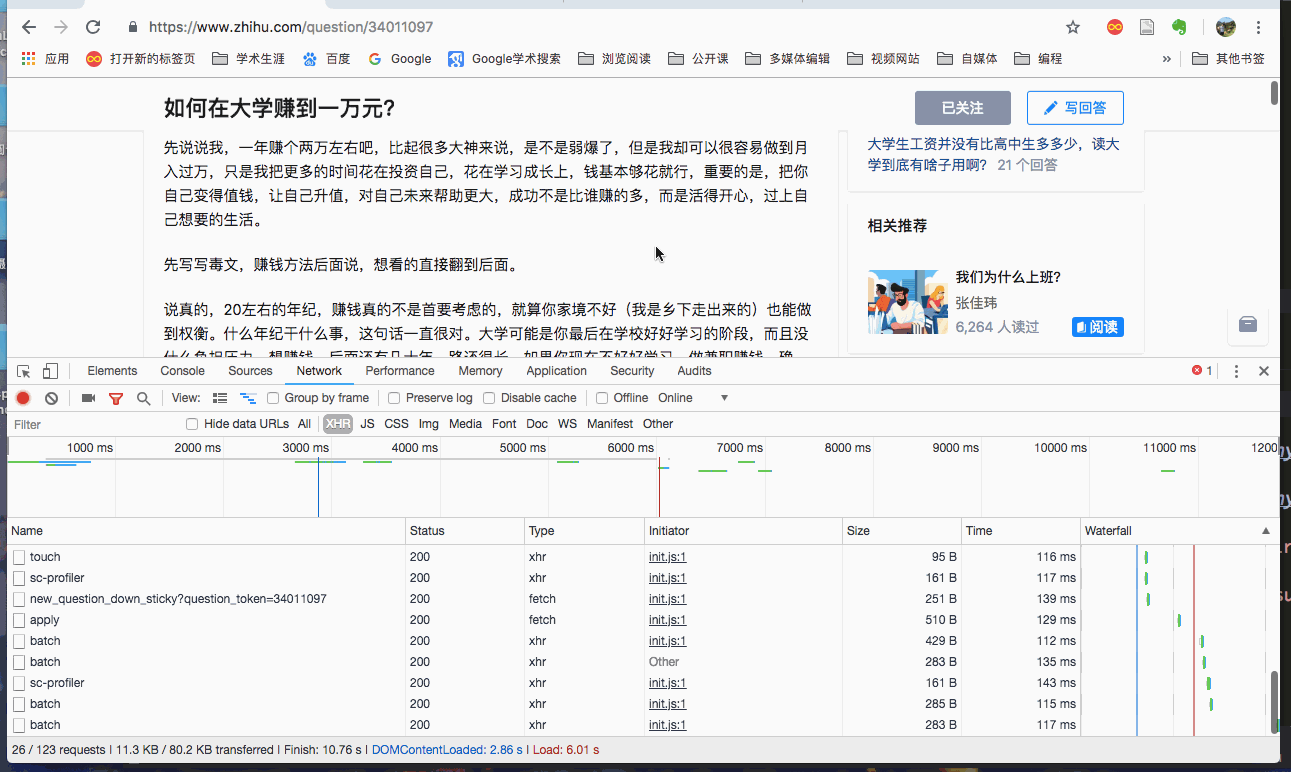 https://www.zhihu.com/question/34011097
应用 打开新的标签页 学术生涯 百度 Google Google学术搜索 浏览阅读 公开课 多媒体编辑 视频网站 自媒体 编程 » 其他书签
如何在大学赚到一万元?
已关注 写回答
先说说我，一年赚个两万左右吧，比起很多大神来说，是不是弱爆了，但是我却可以很容易做到月
入过万，只是我把更多的时间花在投资自己，花在学习成长上，钱基本够花就行，重要的是，把你
自己变得值钱，让自己升值，对自己未来帮助更大，成功不是比谁赚的多，而是活得开心，过上自
己想要的生活。
先写写毒文，赚钱方法后面说，想看的直接翻到后面。
说真的，20左右的年纪，赚钱真的不是首要考虑的，就算你家境不好（我是乡下走出来的）也能做
到权衡。什么年纪干什么事，这句话一直很对。大学可能是你最后在学校好好学习的阶段，而且没
大学生工资并没有比高中生多多少，读大
学到底有啥子用啊? 21 个回答
相关推荐
我们为什么上班?
张佳玮
6,264 人读过 阅读
Elements Console Sources Network Performance Memory Application Security Audits 1
View: Group by frame Preserve log Disable cache Offline Online
Filter Hide data URLs All XHR JS CSS Img Media Font Doc WS Manifest Other
1000 ms 2000 ms 3000 ms 4000 ms 5000 ms 6000 ms 7000 ms 8000 ms 9000 ms 10000 ms 11000 ms 1200
Name Status Type Initiator Size Time Waterfall
touch 200 xhr init.js:1 95 B 116 ms
sc-profiler 200 xhr init.js:1 161 B 117 ms
new_question_down_sticky?question_token=34011097 200 fetch init.js:1 251 B 139 ms
apply 200 fetch init.js:1 510 B 129 ms
batch 200 xhr init.js:1 429 B 112 ms
batch 200 xhr Other 283 B 135 ms
sc-profiler 200 xhr init.js:1 161 B 143 ms
batch 200 xhr init.js:1 285 B 115 ms
batch 200 xhr init.js:1 283 B 117 ms
26 / 123 requests | 11.3 KB / 80.2 KB transferred | Finish: 10.76 s | DOMContentLoaded: 2.86 s | Load: 6.01 s